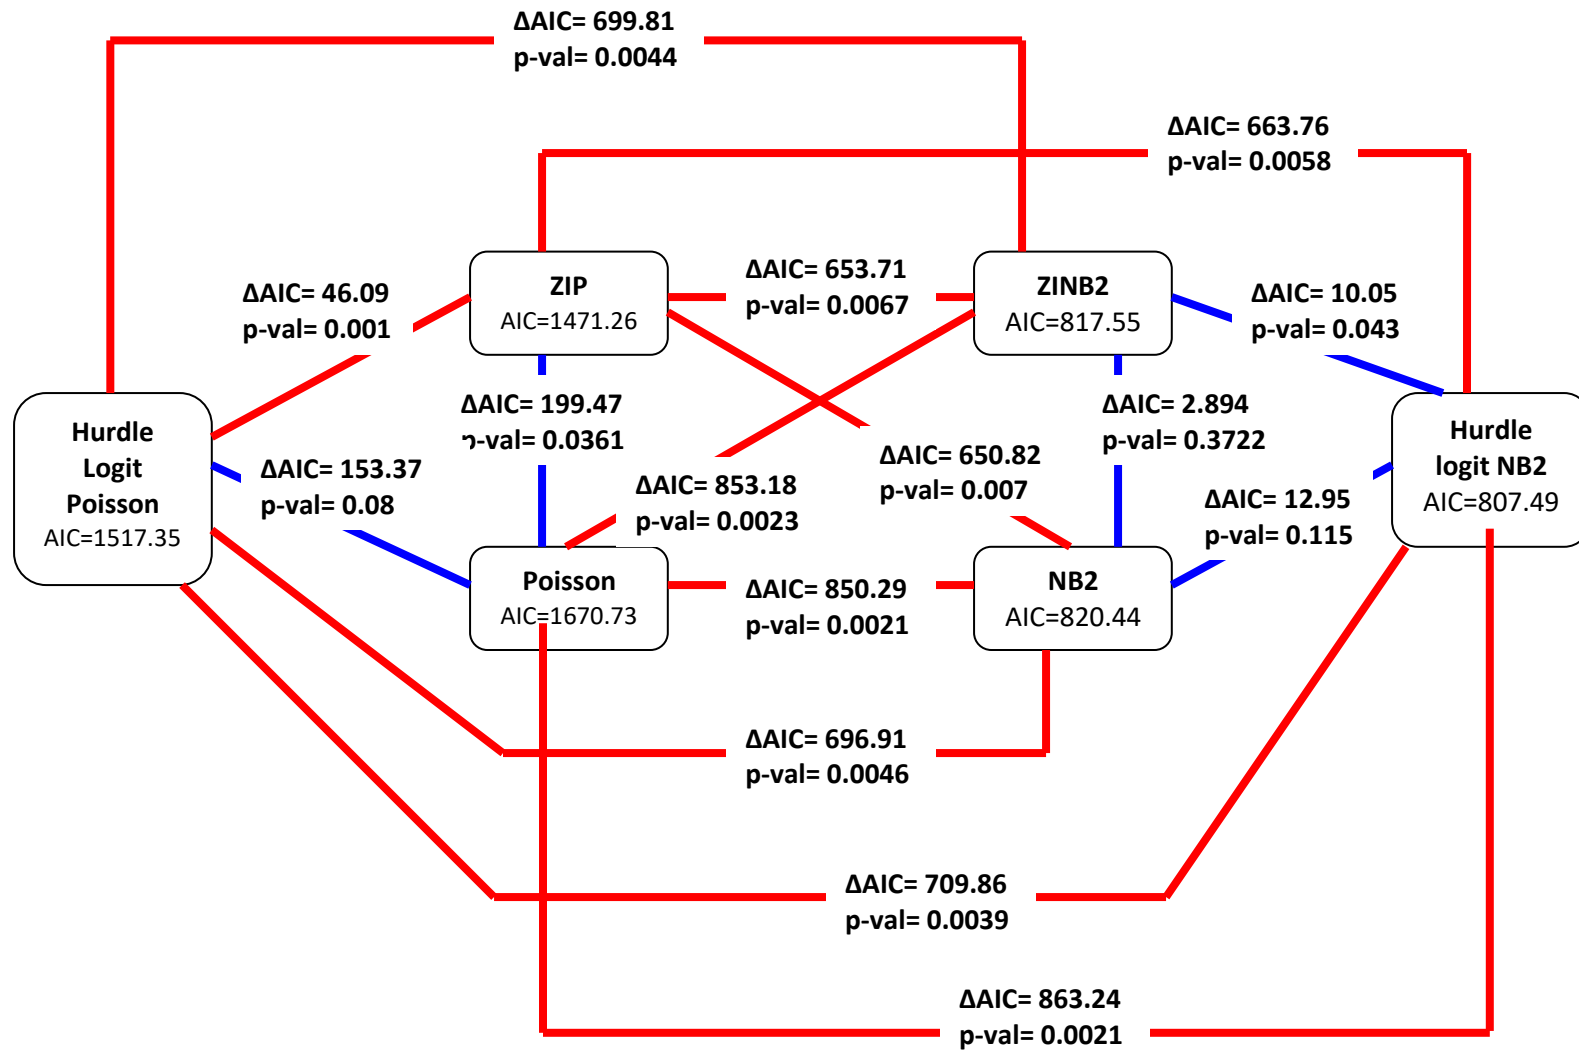 ΔAIC= 699.81
p-val= 0.0044
ΔAIC= 663.76
p-val= 0.0058
ZIP
AIC=1471.26
ΔAIC= 653.71
p-val= 0.0067
ZINB2
AIC=817.55
ΔAIC= 10.05
p-val= 0.043
ΔAIC= 46.09
p-val= 0.001
ΔAIC= 199.47
p-val= 0.0361
ΔAIC= 2.894
p-val= 0.3722
Hurdle
Logit
Poisson
AIC=1517.35
ΔAIC= 153.37
p-val= 0.08
ΔAIC= 853.18
p-val= 0.0023
ΔAIC= 650.82
p-val= 0.007
ΔAIC= 12.95
p-val= 0.115
Hurdle
logit NB2
AIC=807.49
Poisson
AIC=1670.73
ΔAIC= 850.29
p-val= 0.0021
NB2
AIC=820.44
ΔAIC= 696.91
p-val= 0.0046
ΔAIC= 709.86
p-val= 0.0039
ΔAIC= 863.24
p-val= 0.0021